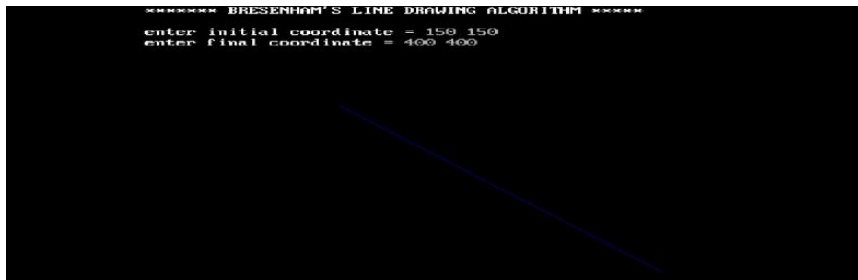 ******* BRESENHAM'S LINE DRAWING ALGORITHM *****
enter initial coordinate = 150 150
enter final coordinate = 400 400